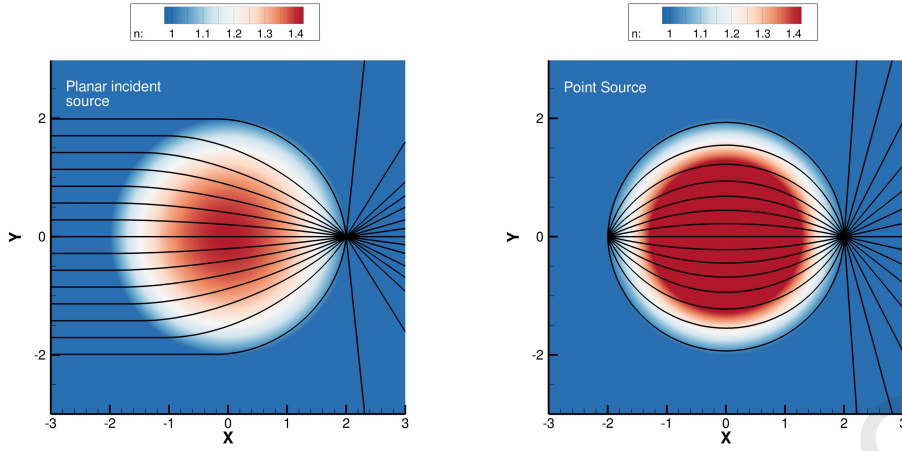 n: 1 1.1 1.2 1.3 1.4
Planar incident
source
Y
2
0
-2
-3 -2 -1 0 1 2 3
X
n: 1 1.1 1.2 1.3 1.4
Point Source
Y
2
0
-2
-3 -2 -1 0 1 2 3
X